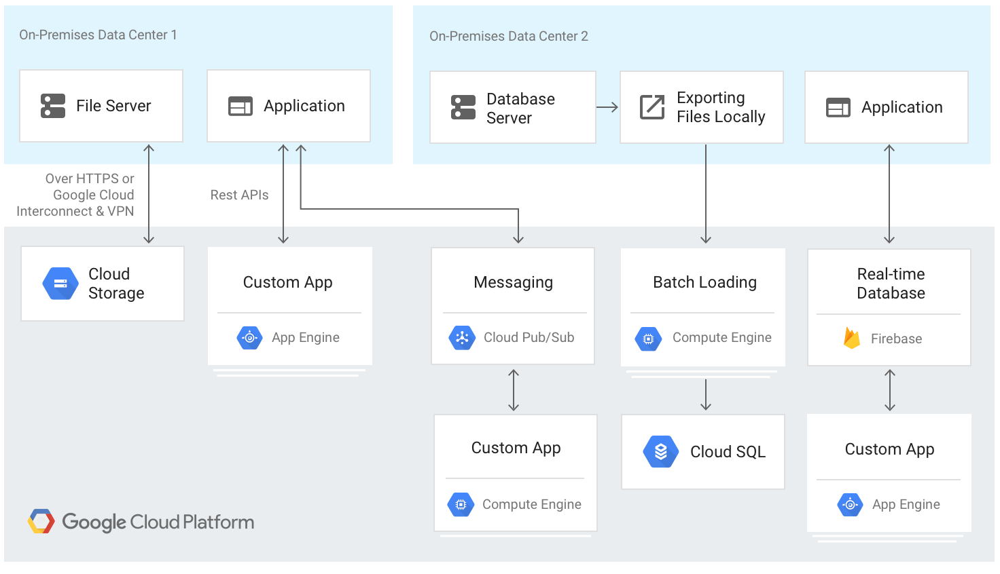 On-Premises Data Center 1
File Server
Application
On-Premises Data Center 2
Database
Server
Exporting
Files Locally
Application
Over HTTPS or
Google Cloud
Interconnect & VPN
Rest APIs
Cloud
Storage
Custom App
App Engine
Messaging
Cloud Pub/Sub
Batch Loading
Compute Engine
Real-time
Database
Firebase
Custom App
Compute Engine
Cloud SQL
Custom App
App Engine
Google Cloud Platform